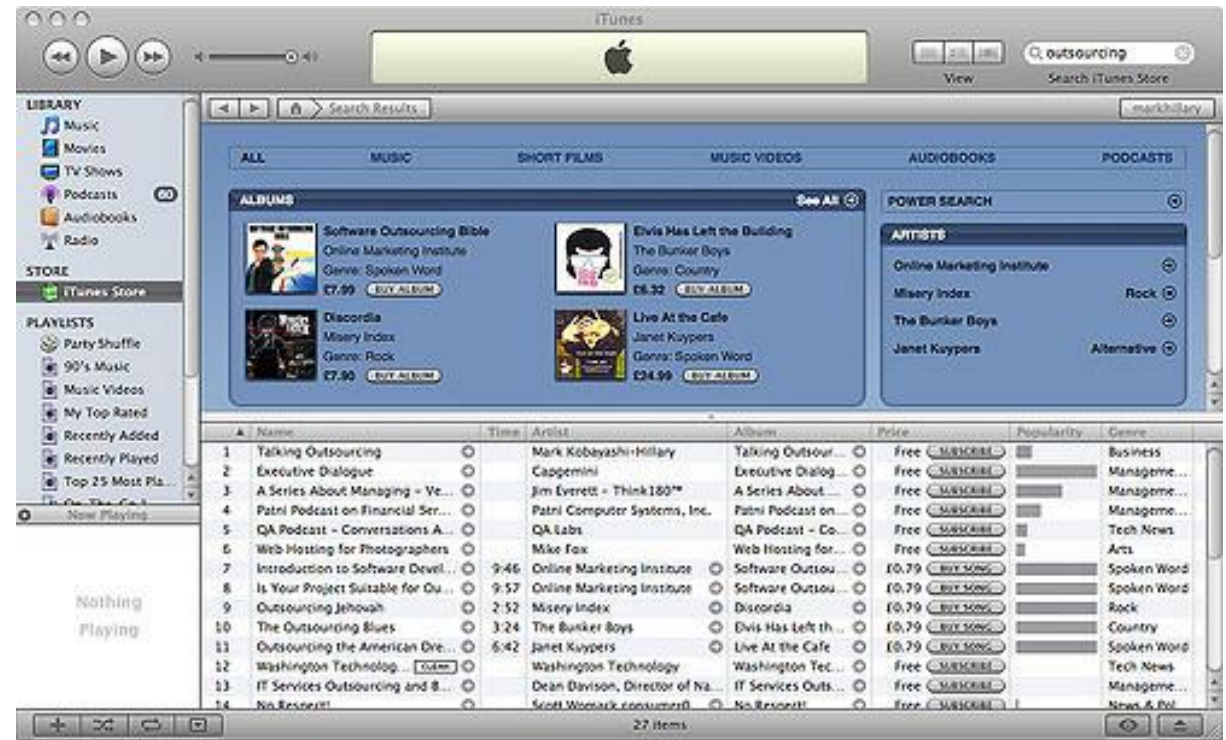 iTunes
outsourcing
View
Search iTunes Store
LIBRARY
Music
Movies
TV Shows
Podcasts 60
Audiobooks
Radio
STORE
iTunes Store
PLAYLISTS
Party Shuffle
90's Music
Music Videos
My Top Rated
Recently Added
Recently Played
Top 25 Most Pla...
Now Playing
Nothing
Playing
Search Results
markhillary
ALL MUSIC SHORT FILMS MUSIC VIDEOS AUDIOBOOKS PODCASTS
ALBUMS See All
Software Outsourcing Bible
Online Marketing Institute
Genre: Spoken Word
£7.99 BUY ALBUM
Elvis Has Left the Building
The Bunker Boys
Genre: Country
£6.32 BUY ALBUM
Discordia
Misery Index
Genre: Rock
£7.90 BUY ALBUM
Live At the Cafe
Janet Kuypers
Genre: Spoken Word
£24.99 BUY ALBUM
POWER SEARCH
ARTISTS
Online Marketing Institute
Misery Index Rock
The Bunker Boys
Janet Kuypers Alternative
Name Time Artist Album Price Popularity Genre
1 Talking Outsourcing Mark Kobayashi-Hillary Talking Outsour... Free SUBSCRIBE Business
2 Executive Dialogue Capgemini Executive Dialog... Free SUBSCRIBE Manageme...
3 A Series About Managing - Ve... Jim Everett - Think180™ A Series About ... Free SUBSCRIBE Manageme...
4 Patni Podcast on Financial Ser... Patni Computer Systems, Inc. Patni Podcast on... Free SUBSCRIBE Manageme...
5 QA Podcast - Conversations A... QA Labs QA Podcast - Co... Free SUBSCRIBE Tech News
6 Web Hosting for Photographers Mike Fox Web Hosting for... Free SUBSCRIBE Arts
7 Introduction to Software Devel... 9:46 Online Marketing Institute Software Outsou... £0.79 BUY SONG Spoken Word
8 Is Your Project Suitable for Ou... 9:57 Online Marketing Institute Software Outsou... £0.79 BUY SONG Spoken Word
9 Outsourcing Jehovah 2:52 Misery Index Discordia £0.79 BUY SONG Rock
10 The Outsourcing Blues 3:24 The Bunker Boys Elvis Has Left th... £0.79 BUY SONG Country
11 Outsourcing the American Dre... 6:42 Janet Kuypers Live At the Cafe £0.79 BUY SONG Spoken Word
12 Washington Technolog... CLEAN Washington Technology Washington Tec... Free SUBSCRIBE Tech News
13 IT Services Outsourcing and B... Dean Davison, Director of Na... IT Services Outs... Free SUBSCRIBE Manageme...
14 No Respect! Scott Womack consumer0 No Respect! Free SUBSCRIBE News & Pol
27 items